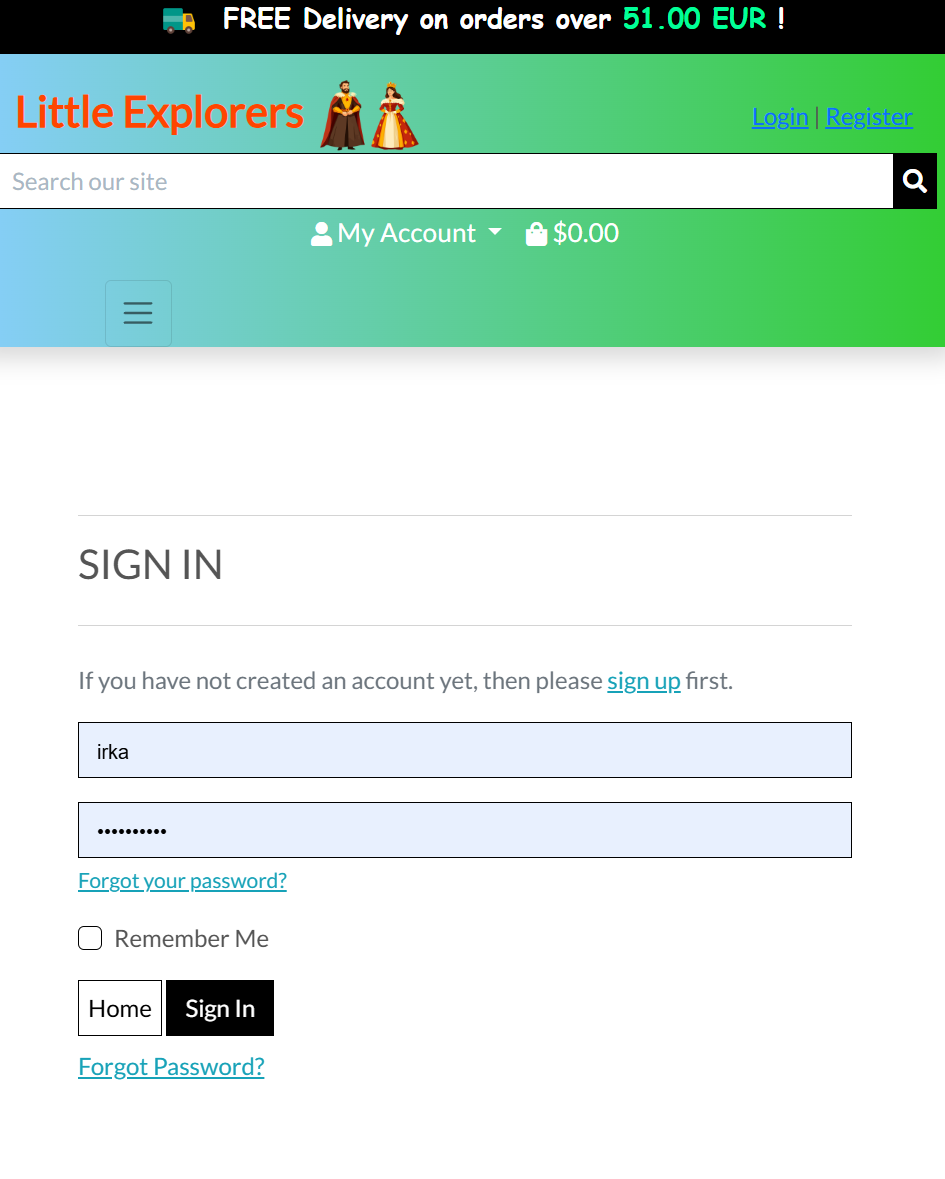 FREE Delivery on orders over 51.00 EUR !
Little Explorers
Login | Register
Search our site
My Account $0.00
SIGN IN
If you have not created an account yet, then please sign up first.
irka
••••••••••
Forgot your password?
Remember Me
Home Sign In
Forgot Password?